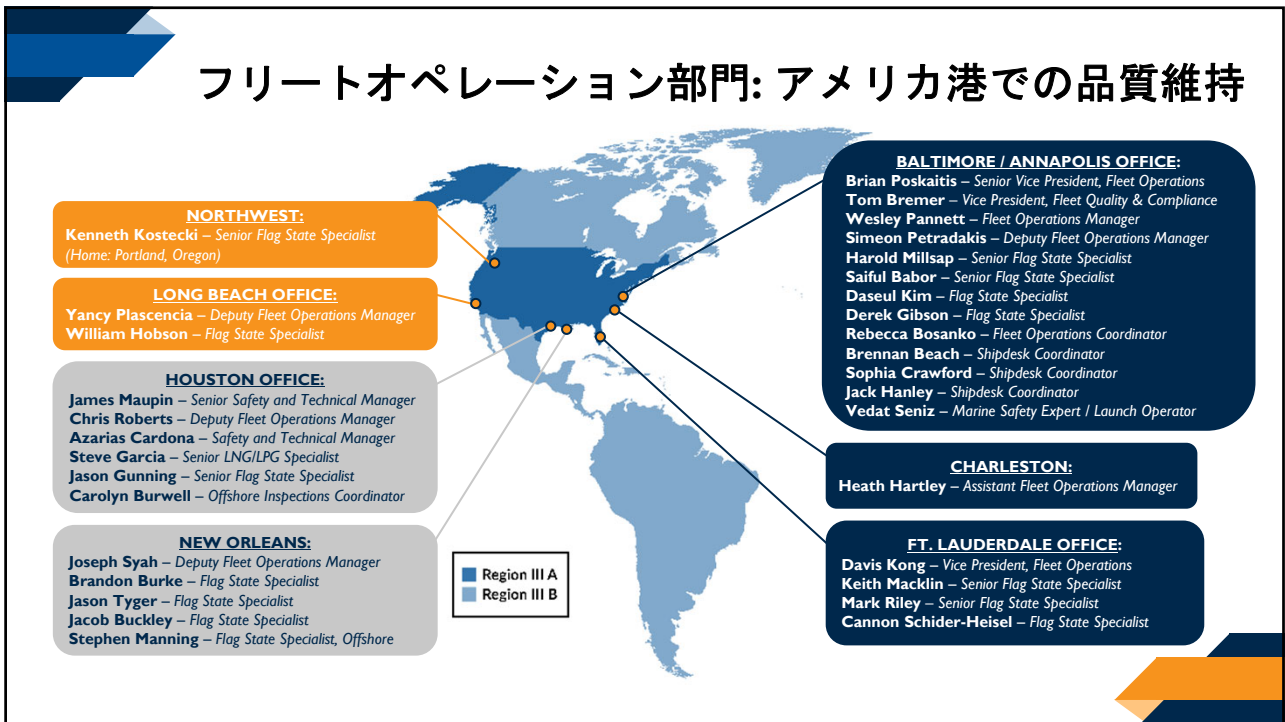 フリートオペレーション部門: アメリカ港での品質維持
NORTHWEST:
Kenneth Kostecki – Senior Flag State Specialist
(Home: Portland, Oregon)
LONG BEACH OFFICE:
Yancy Plascencia – Deputy Fleet Operations Manager
William Hobson – Flag State Specialist
HOUSTON OFFICE:
James Maupin – Senior Safety and Technical Manager
Chris Roberts – Deputy Fleet Operations Manager
Azarias Cardona – Safety and Technical Manager
Steve Garcia – Senior LNG/LPG Specialist
Jason Gunning – Senior Flag State Specialist
Carolyn Burwell – Offshore Inspections Coordinator
NEW ORLEANS:
Joseph Syah – Deputy Fleet Operations Manager
Brandon Burke – Flag State Specialist
Jason Tyger – Flag State Specialist
Jacob Buckley – Flag State Specialist
Stephen Manning – Flag State Specialist, Offshore
Region III A
Region III B
BALTIMORE / ANNAPOLIS OFFICE:
Brian Poskaitis – Senior Vice President, Fleet Operations
Tom Bremer – Vice President, Fleet Quality & Compliance
Wesley Pannett – Fleet Operations Manager
Simeon Petradakis – Deputy Fleet Operations Manager
Harold Millsap – Senior Flag State Specialist
Saiful Babor – Senior Flag State Specialist
Daseul Kim – Flag State Specialist
Derek Gibson – Flag State Specialist
Rebecca Bosanko – Fleet Operations Coordinator
Brennan Beach – Shipdesk Coordinator
Sophia Crawford – Shipdesk Coordinator
Jack Hanley – Shipdesk Coordinator
Vedat Seniz – Marine Safety Expert / Launch Operator
CHARLESTON:
Heath Hartley – Assistant Fleet Operations Manager
FT. LAUDERDALE OFFICE:
Davis Kong – Vice President, Fleet Operations
Keith Macklin – Senior Flag State Specialist
Mark Riley – Senior Flag State Specialist
Cannon Schider-Heisel – Flag State Specialist